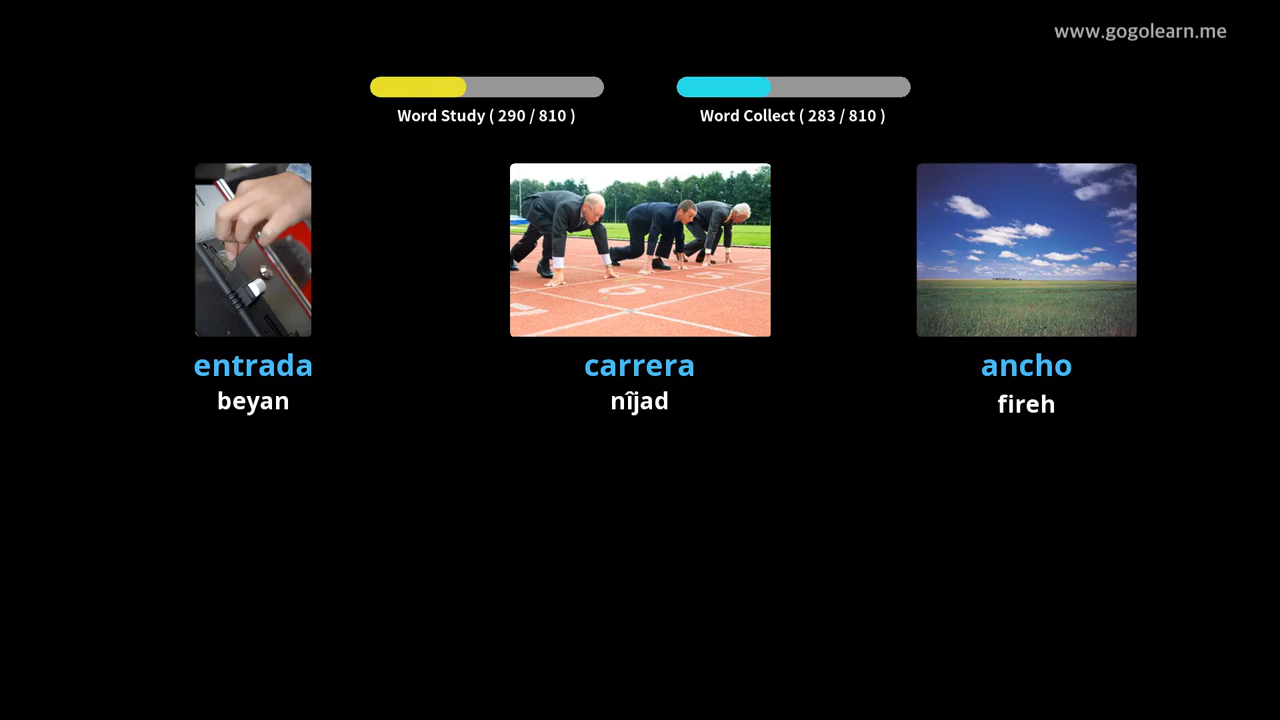 www.gogolearn.me
Word Study ( 290 / 810 )
Word Collect ( 283 / 810 )
entrada
beyan
carrera
nîjad
ancho
fireh